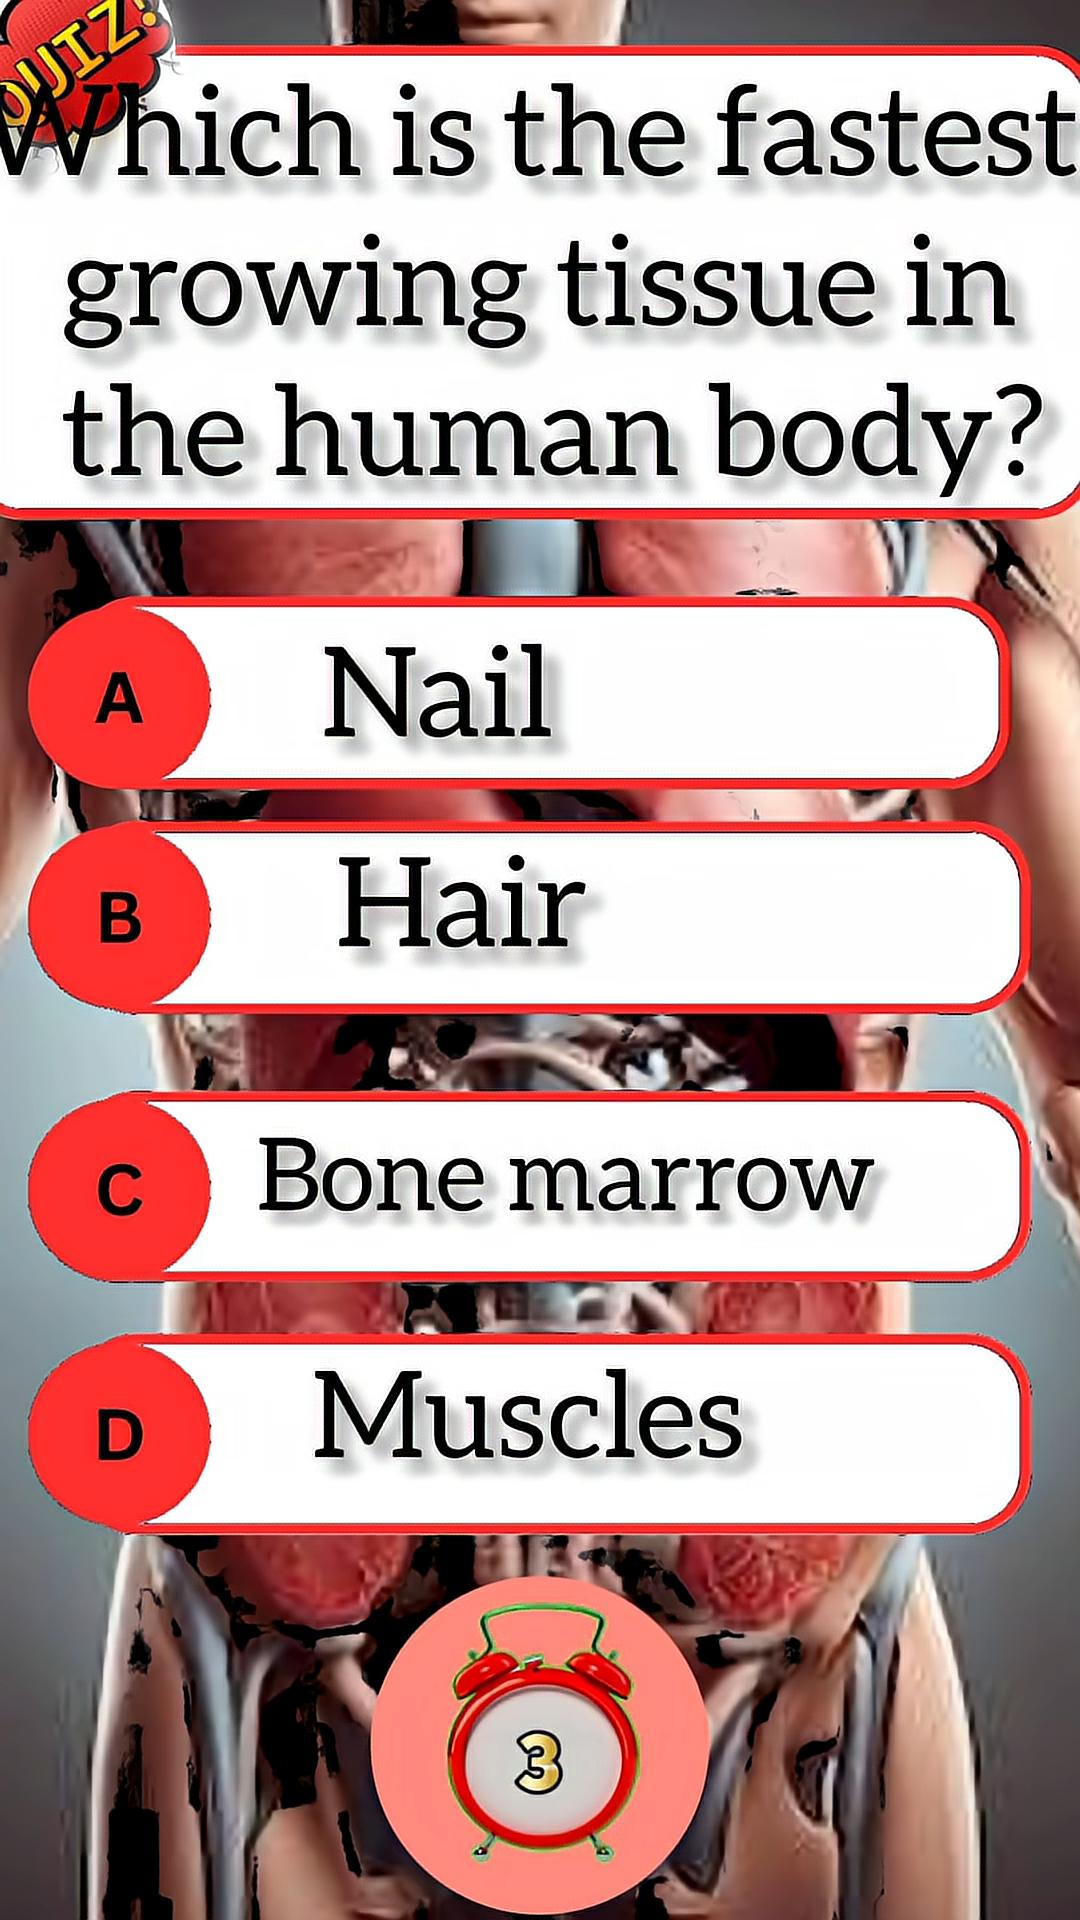 QUIZ!
Which is the fastest
growing tissue in
the human body?
A Nail
B Hair
C Bone marrow
D Muscles
3